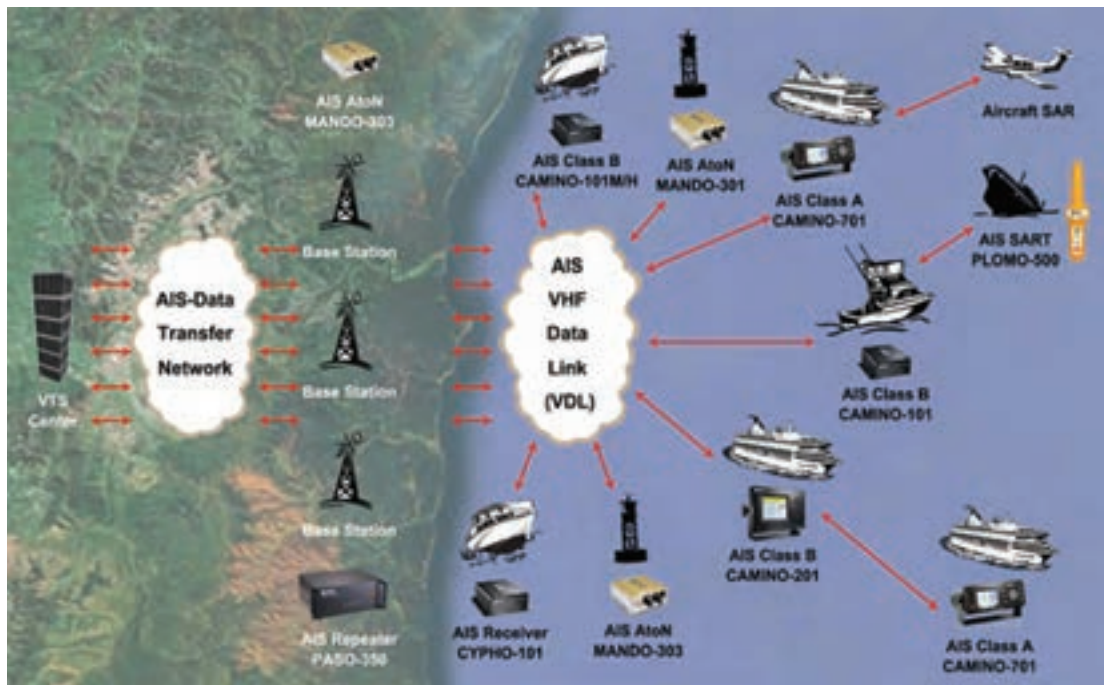 AIS AtoN
MANDO-303
AIS Class B
CAMINO-101M/H
AIS AtoN
MANDO-301
AIS Class A
CAMINO-701
Aircraft SAR
AIS SART
PLOMO-500
Base Station
AIS-Data
Transfer
Network
AIS
VHF
Data
Link
(VDL)
VTS
Center
Base Station
AIS Class B
CAMINO-101
Base Station
AIS Class B
CAMINO-201
AIS Repeater
PASO-350
AIS Receiver
CYPHO-101
AIS AtoN
MANDO-303
AIS Class A
CAMINO-701